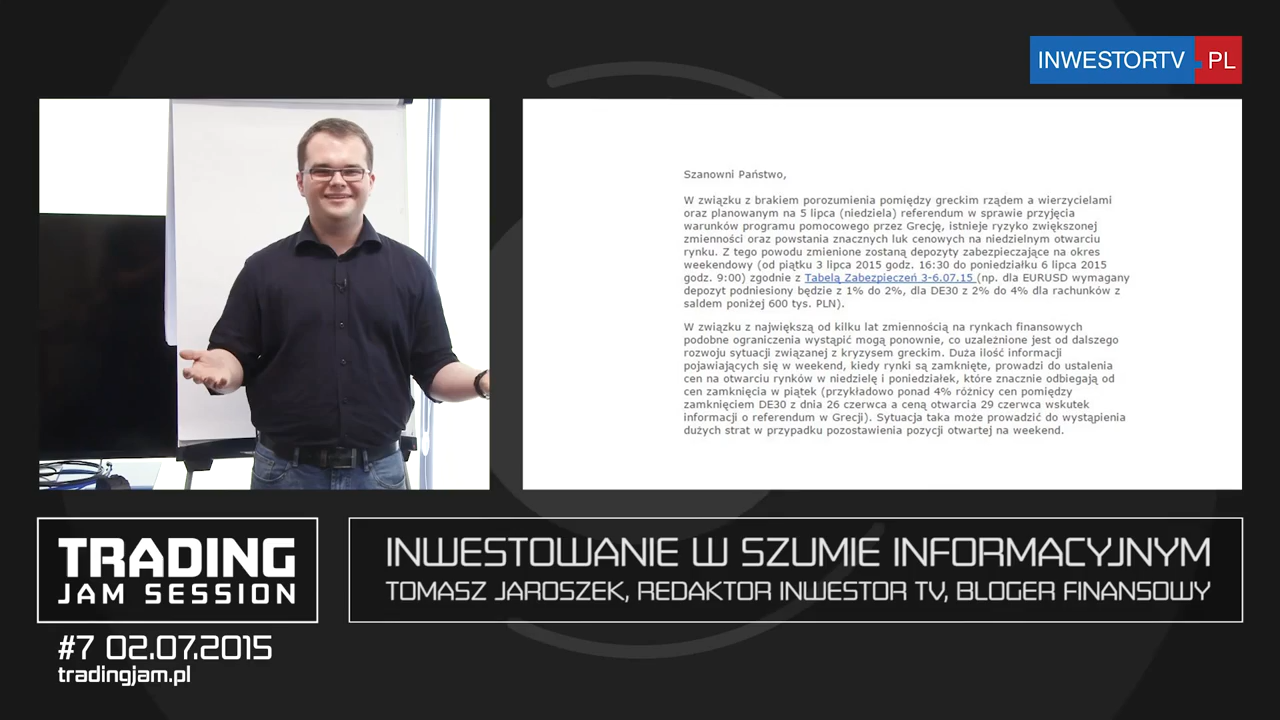 INWESTORTV.PL
Szanowni Państwo,
W związku z brakiem porozumienia pomiędzy greckim rządem a wierzycielami
oraz planowanym na 5 lipca (niedziela) referendum w sprawie przyjęcia
warunków programu pomocowego przez Grecję, istnieje ryzyko zwiększonej
zmienności oraz powstania znacznych luk cenowych na niedzielnym otwarciu
rynku. Z tego powodu zmienione zostaną depozyty zabezpieczające na okres
weekendowy (od piątku 3 lipca 2015 godz. 16:30 do poniedziałku 6 lipca 2015
godz. 9:00) zgodnie z Tabelą Zabezpieczeń 3-6.07.15 (np. dla EURUSD wymagany
depozyt podniesiony będzie z 1% do 2%, dla DE30 z 2% do 4% dla rachunków z
saldem poniżej 600 tys. PLN).
W związku z największą od kilku lat zmiennością na rynkach finansowych
podobne ograniczenia wystąpić mogą ponownie, co uzależnione jest od dalszego
rozwoju sytuacji związanej z kryzysem greckim. Duża ilość informacji
pojawiających się w weekend, kiedy rynki są zamknięte, prowadzi do ustalenia
cen na otwarciu rynków w niedzielę i poniedziałek, które znacznie odbiegają od
cen zamknięcia w piątek (przykładowo ponad 4% różnicy cen pomiędzy
zamknięciem DE30 z dnia 26 czerwca a ceną otwarcia 29 czerwca wskutek
informacji o referendum w Grecji). Sytuacja taka może prowadzić do wystąpienia
dużych strat w przypadku pozostawienia pozycji otwartej na weekend.
TRADING
JAM SESSION
#7 02.07.2015
tradingjam.pl
INWESTOWANIE W SZUMIE INFORMACYJNYM
TOMASZ JAROSZEK, REDAKTOR INWESTOR TV, BLOGER FINANSOWY